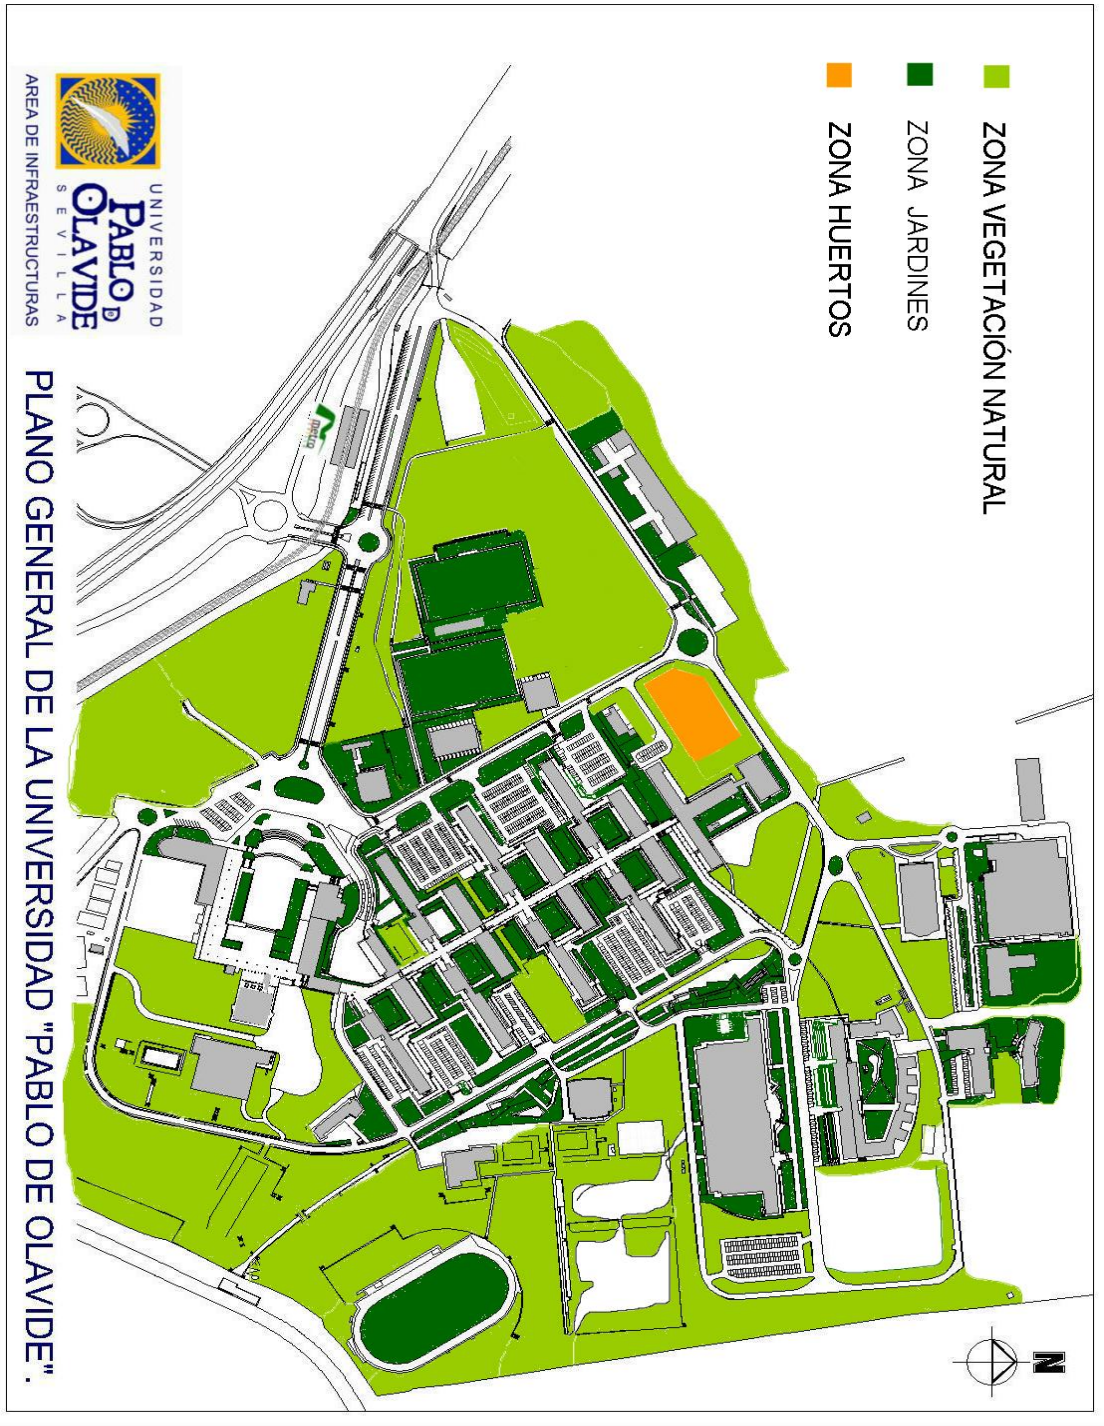 ZONA VEGETACIÓN NATURAL
ZONA JARDINES
ZONA HUERTOS
UNIVERSIDAD
PABLO D
OLAVIDE
SEVILLA
AREA DE INFRAESTRUCTURAS
metro
PLANO GENERAL DE LA UNIVERSIDAD "PABLO DE OLAVIDE".
N